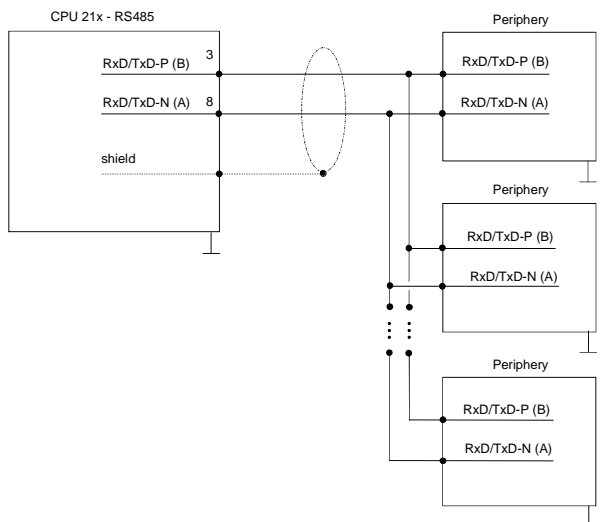 CPU 21x - RS485
RxD/TxD-P (B)
3
RxD/TxD-N (A)
8
shield
Periphery
RxD/TxD-P (B)
RxD/TxD-N (A)
Periphery
RxD/TxD-P (B)
RxD/TxD-N (A)
Periphery
RxD/TxD-P (B)
RxD/TxD-N (A)